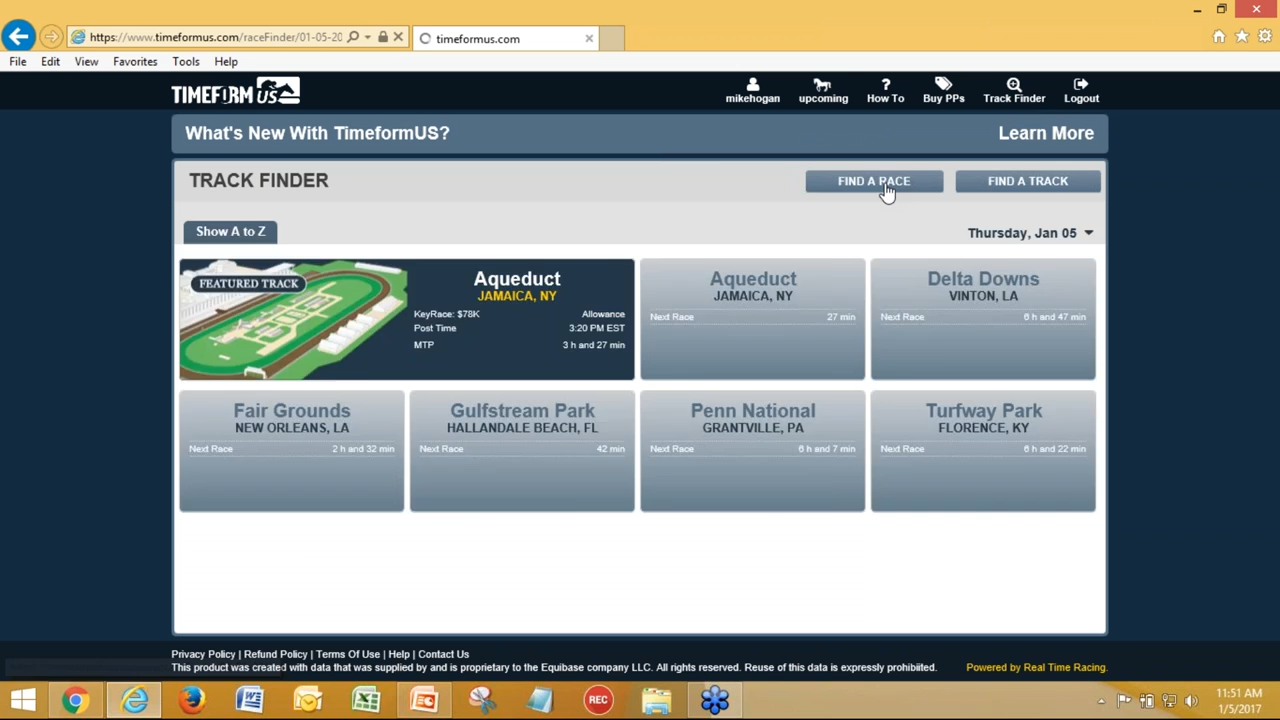 https://www.timeformus.com/raceFinder/01-05-20
timeformus.com
File Edit View Favorites Tools Help
TIMEFORM US
mikehogan
upcoming
? How To
Buy PPs
Track Finder
Logout
What's New With TimeformUS?
Learn More
TRACK FINDER
FIND A RACE
FIND A TRACK
Show A to Z
Thursday, Jan 05
FEATURED TRACK
Aqueduct
JAMAICA, NY
KeyRace: $78K Allowance
Post Time 3:20 PM EST
MTP 3 h and 27 min
Aqueduct
JAMAICA, NY
Next Race 27 min
Delta Downs
VINTON, LA
Next Race 6 h and 47 min
Fair Grounds
NEW ORLEANS, LA
Next Race 2 h and 32 min
Gulfstream Park
HALLANDALE BEACH, FL
Next Race 42 min
Penn National
GRANTVILLE, PA
Next Race 6 h and 7 min
Turfway Park
FLORENCE, KY
Next Race 6 h and 22 min
Privacy Policy | Refund Policy | Terms Of Use | Help | Contact Us
This product was created with data that was supplied by and is proprietary to the Equibase company LLC. All rights reserved. Reuse of this data is expressly prohibiited.
Powered by Real Time Racing.
REC
11:51 AM
1/5/2017